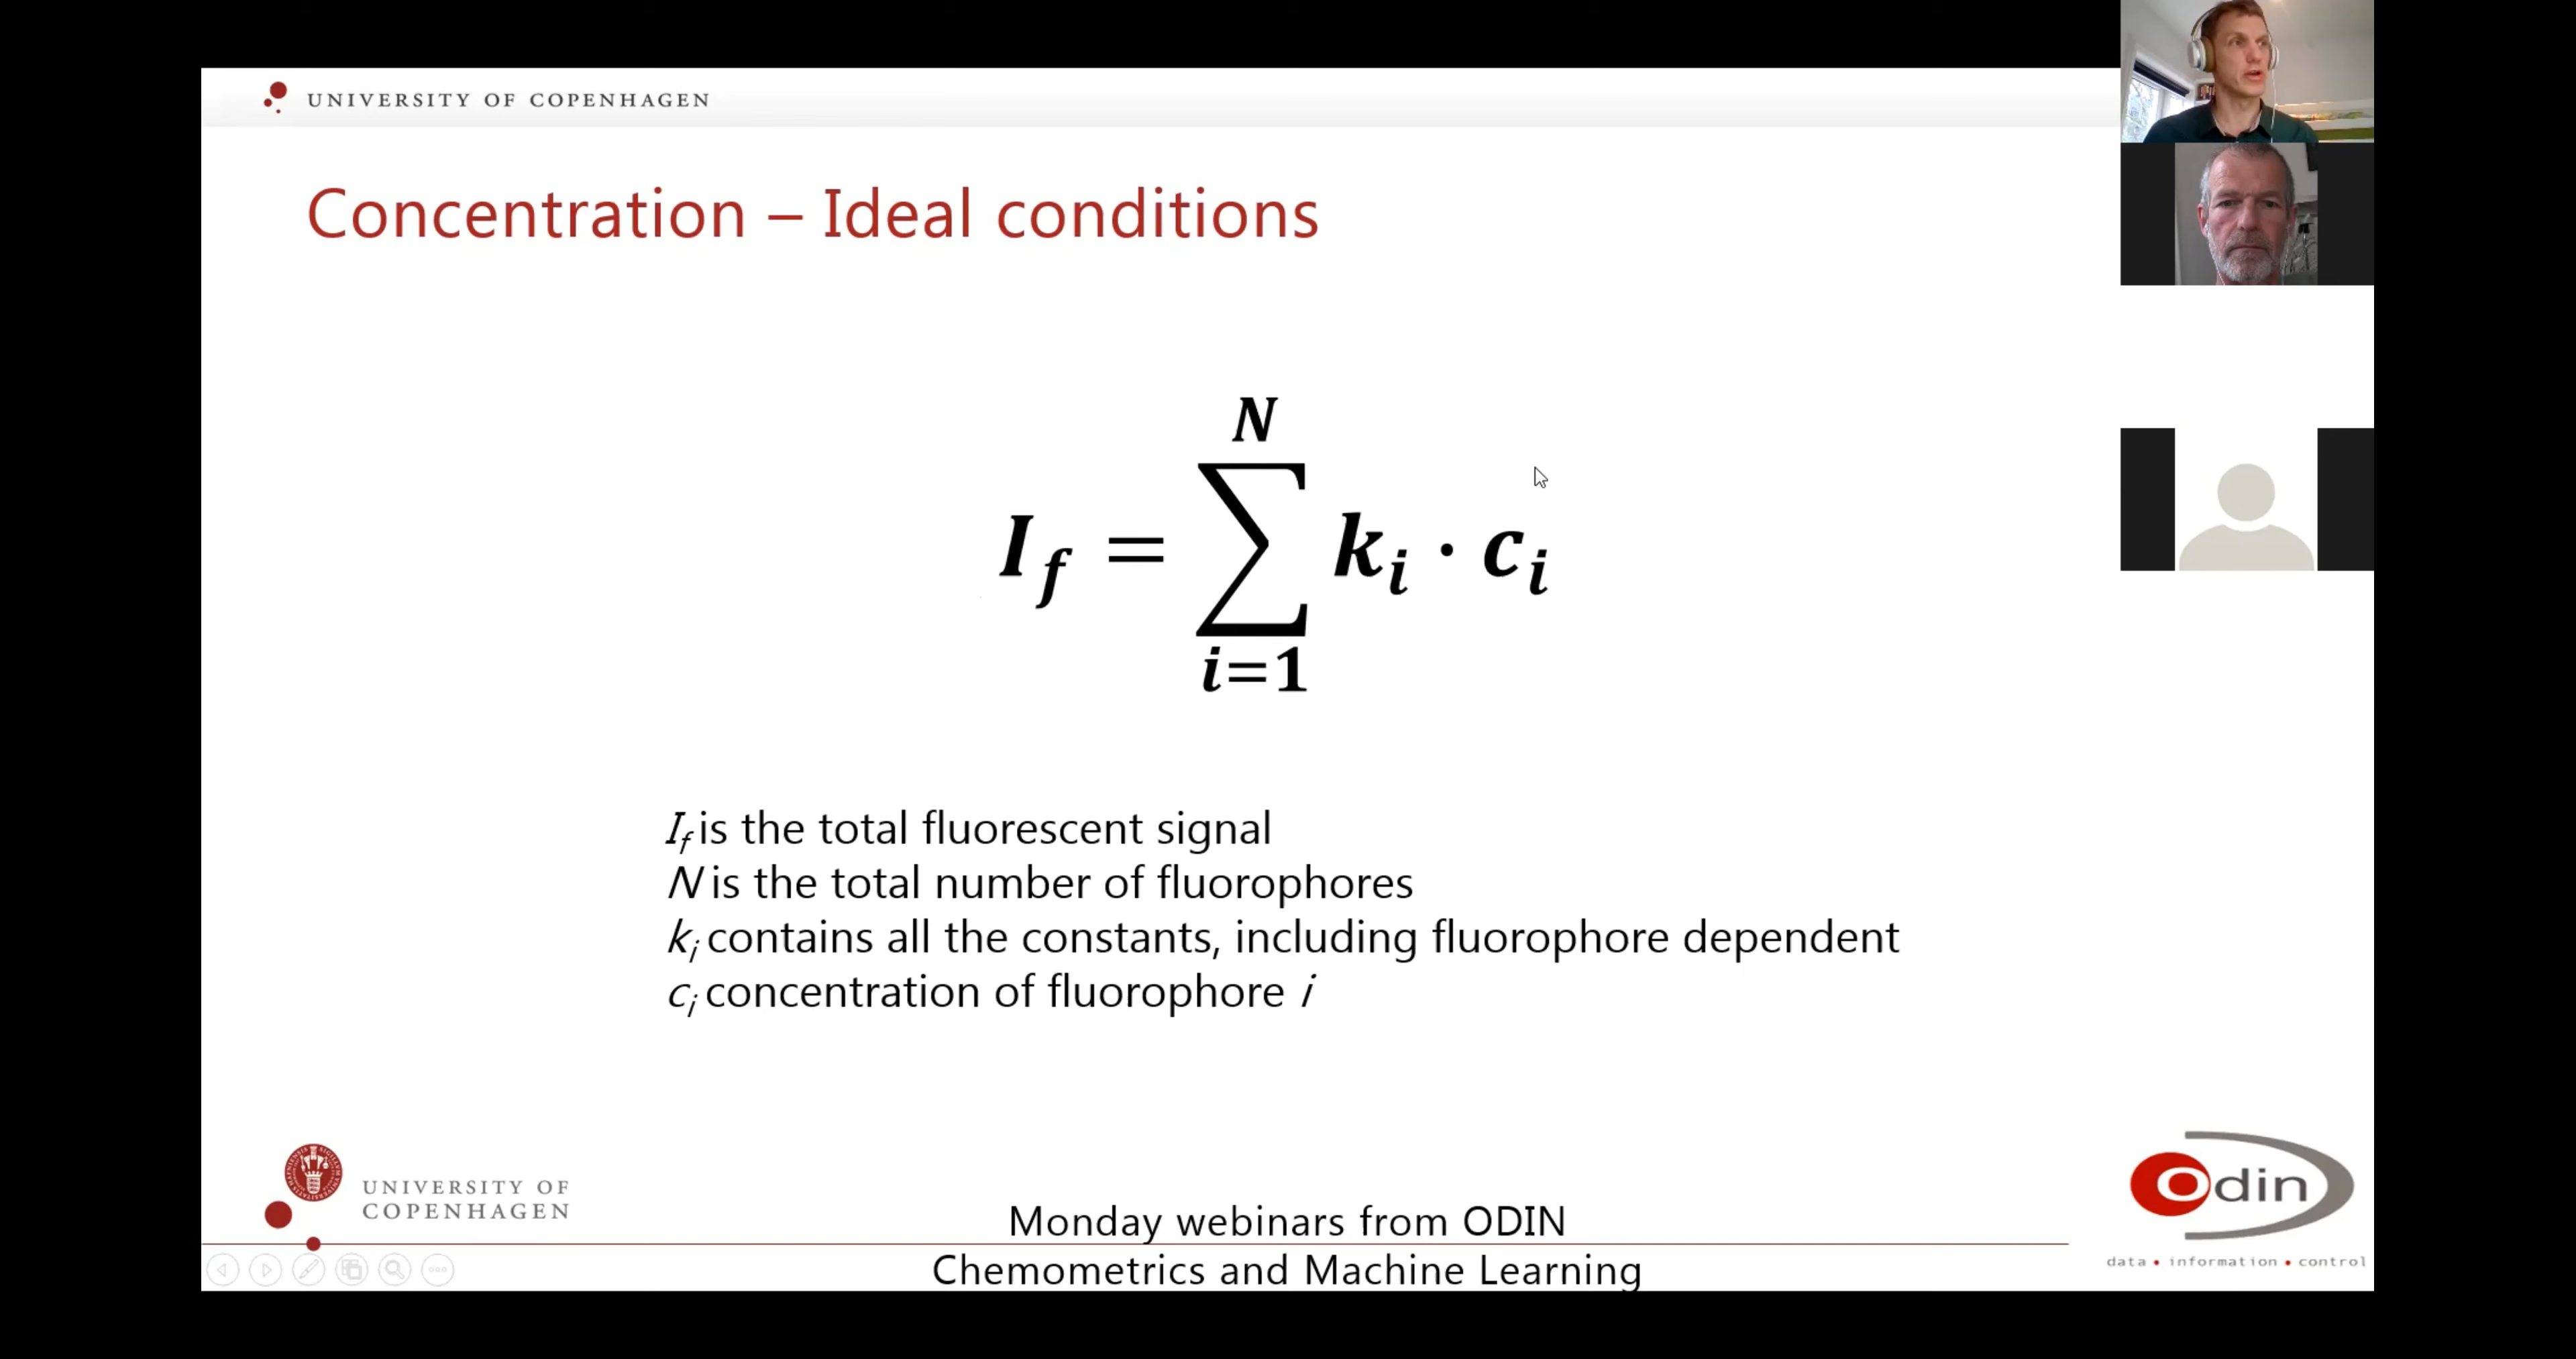 UNIVERSITY OF COPENHAGEN
Concentration – Ideal conditions
N
I_f = ∑ k_i · c_i
i=1
I_f is the total fluorescent signal
N is the total number of fluorophores
k_i contains all the constants, including fluorophore dependent
c_i concentration of fluorophore i
UNIVERSITY OF
COPENHAGEN
Monday webinars from ODIN
Chemometrics and Machine Learning
Odin
data • information • control